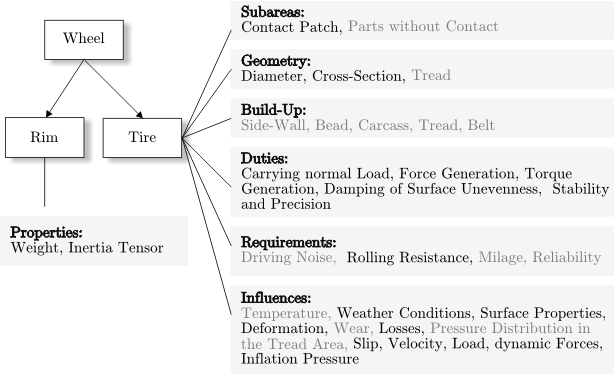 Wheel
Rim
Tire
Properties:
Weight, Inertia Tensor
Subareas:
Contact Patch, Parts without Contact
Geometry:
Diameter, Cross-Section, Tread
Build-Up:
Side-Wall, Bead, Carcass, Tread, Belt
Duties:
Carrying normal Load, Force Generation, Torque
Generation, Damping of Surface Unevenness, Stability
and Precision
Requirements:
Driving Noise, Rolling Resistance, Milage, Reliability
Influences:
Temperature, Weather Conditions, Surface Properties,
Deformation, Wear, Losses, Pressure Distribution in
the Tread Area, Slip, Velocity, Load, dynamic Forces,
Inflation Pressure